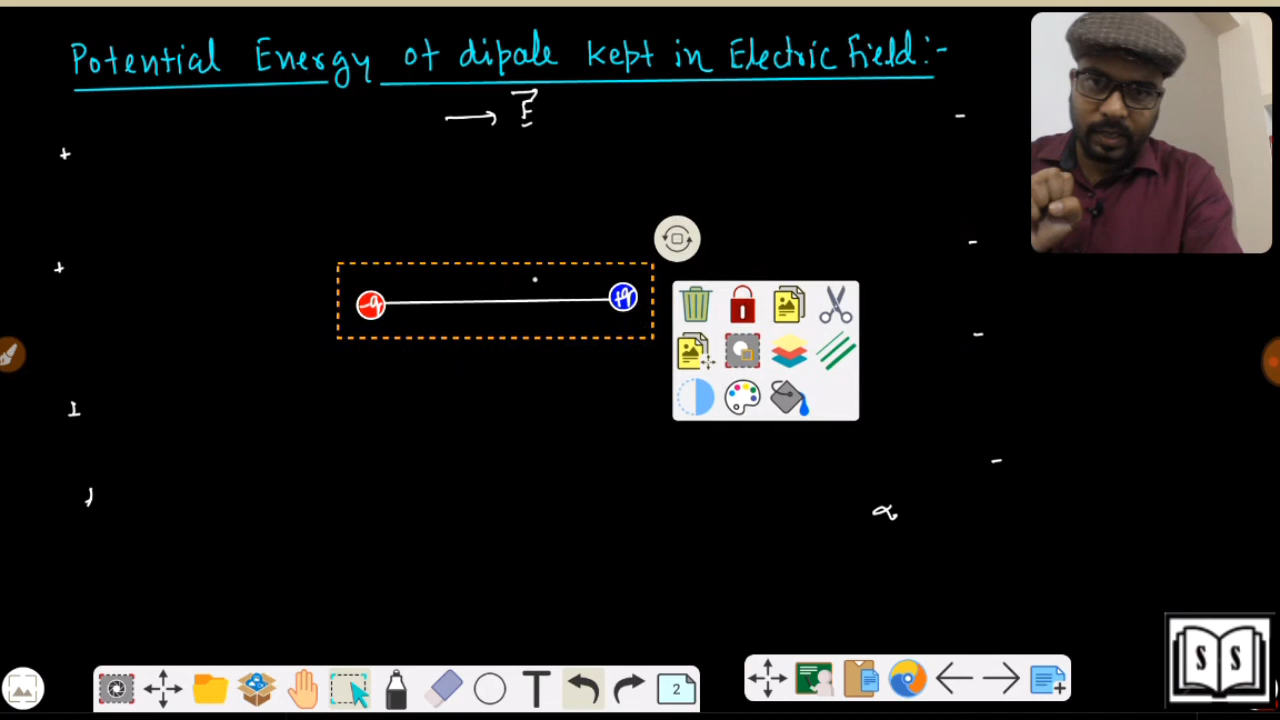 Potential Energy of dipole kept in Electric Field :-
→ E
+ -
+ -
-q +q
-
-
α
2
S S